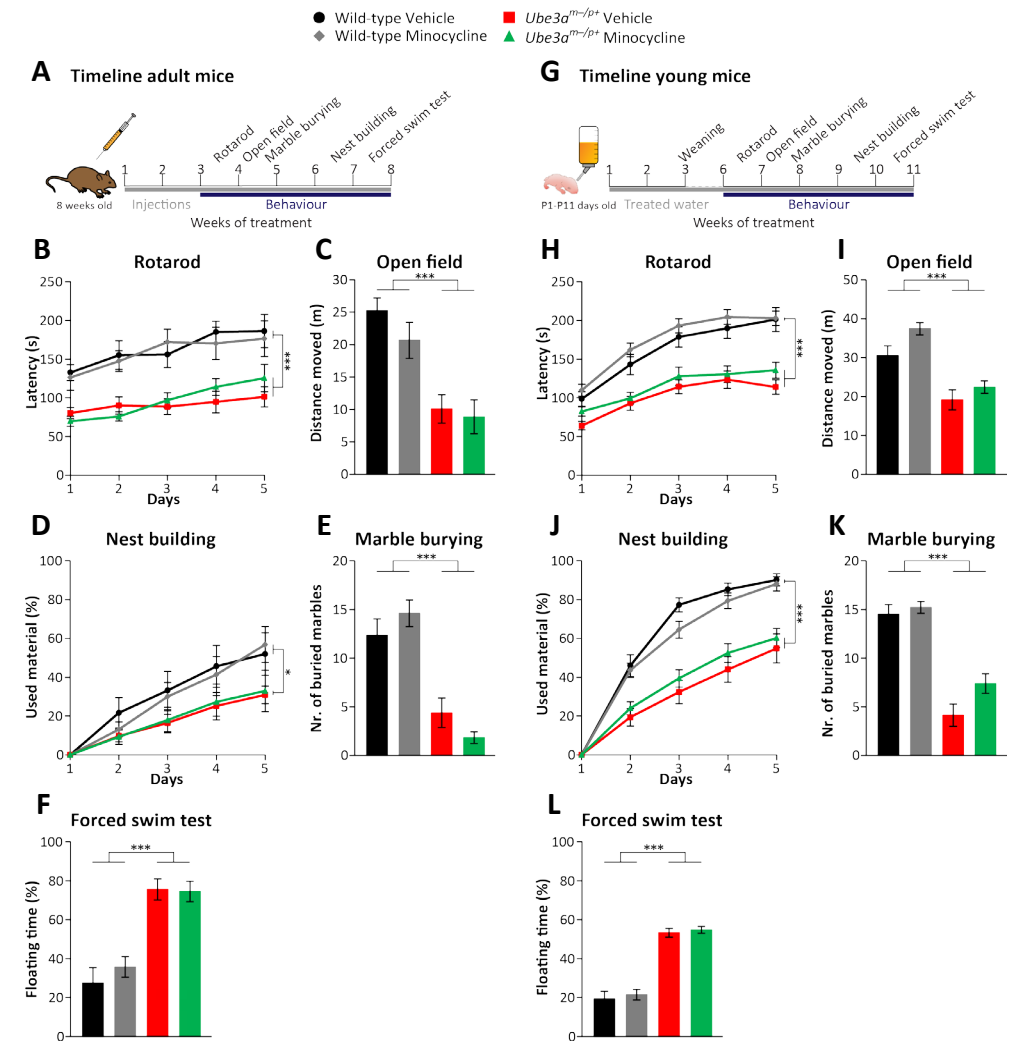 Wild-type Vehicle
Wild-type Minocycline
Ube3a^m–/p+ Vehicle
Ube3a^m–/p+ Minocycline
A Timeline adult mice
Rotarod
Open field
Marble burying
Nest building
Forced swim test
1 2 3 4 5 6 7 8
8 weeks old
Injections
Behaviour
Weeks of treatment
G Timeline young mice
Weaning
Rotarod
Open field
Marble burying
Nest building
Forced swim test
1 2 3 6 7 8 9 10 11
P1-P11 days old
Treated water
Behaviour
Weeks of treatment
B
Rotarod
Latency (s)
250
200
150
100
50
0
1 2 3 4 5
Days
***
C
Open field
Distance moved (m)
30
25
20
15
10
5
0
***
H
Rotarod
Latency (s)
250
200
150
100
50
0
1 2 3 4 5
Days
***
I
Open field
Distance moved (m)
50
40
30
20
10
0
***
D
Nest building
Used material (%)
100
80
60
40
20
0
1 2 3 4 5
Days
*
E
Marble burying
Nr. of buried marbles
20
15
10
5
0
***
J
Nest building
Used material (%)
100
80
60
40
20
0
1 2 3 4 5
Days
***
K
Marble burying
Nr. of buried marbles
20
15
10
5
0
***
F
Forced swim test
Floating time (%)
100
80
60
40
20
0
***
L
Forced swim test
Floating time (%)
100
80
60
40
20
0
***